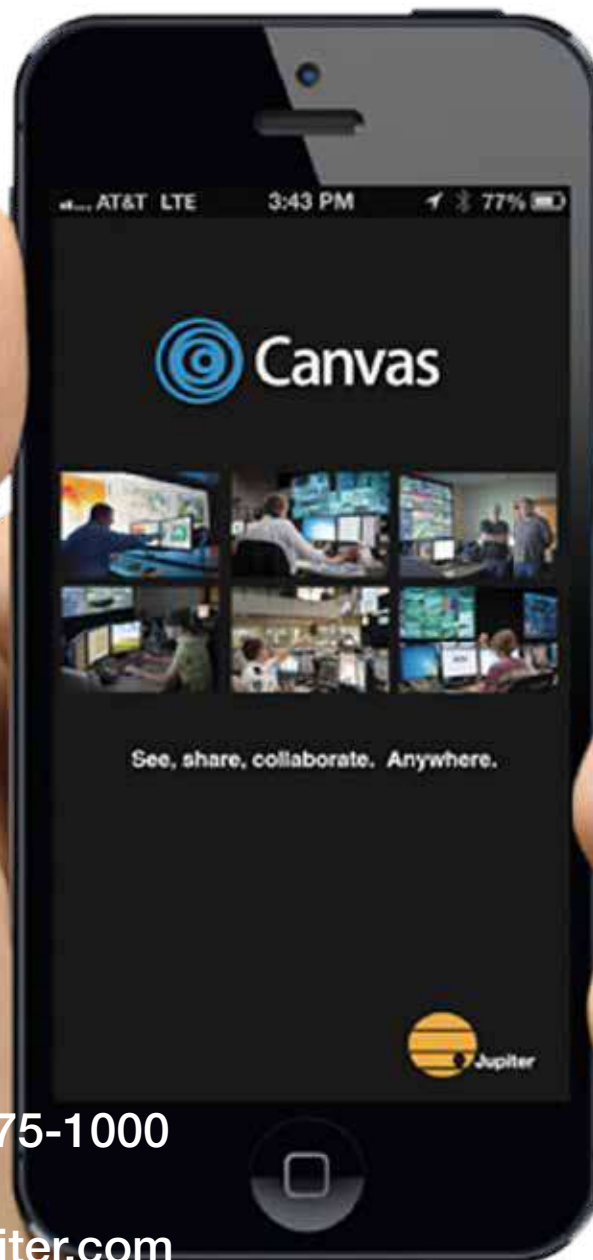 AT&T LTE 3:43 PM 77%
Canvas
See, share, collaborate. Anywhere.
Jupiter
75-1000
iter.com